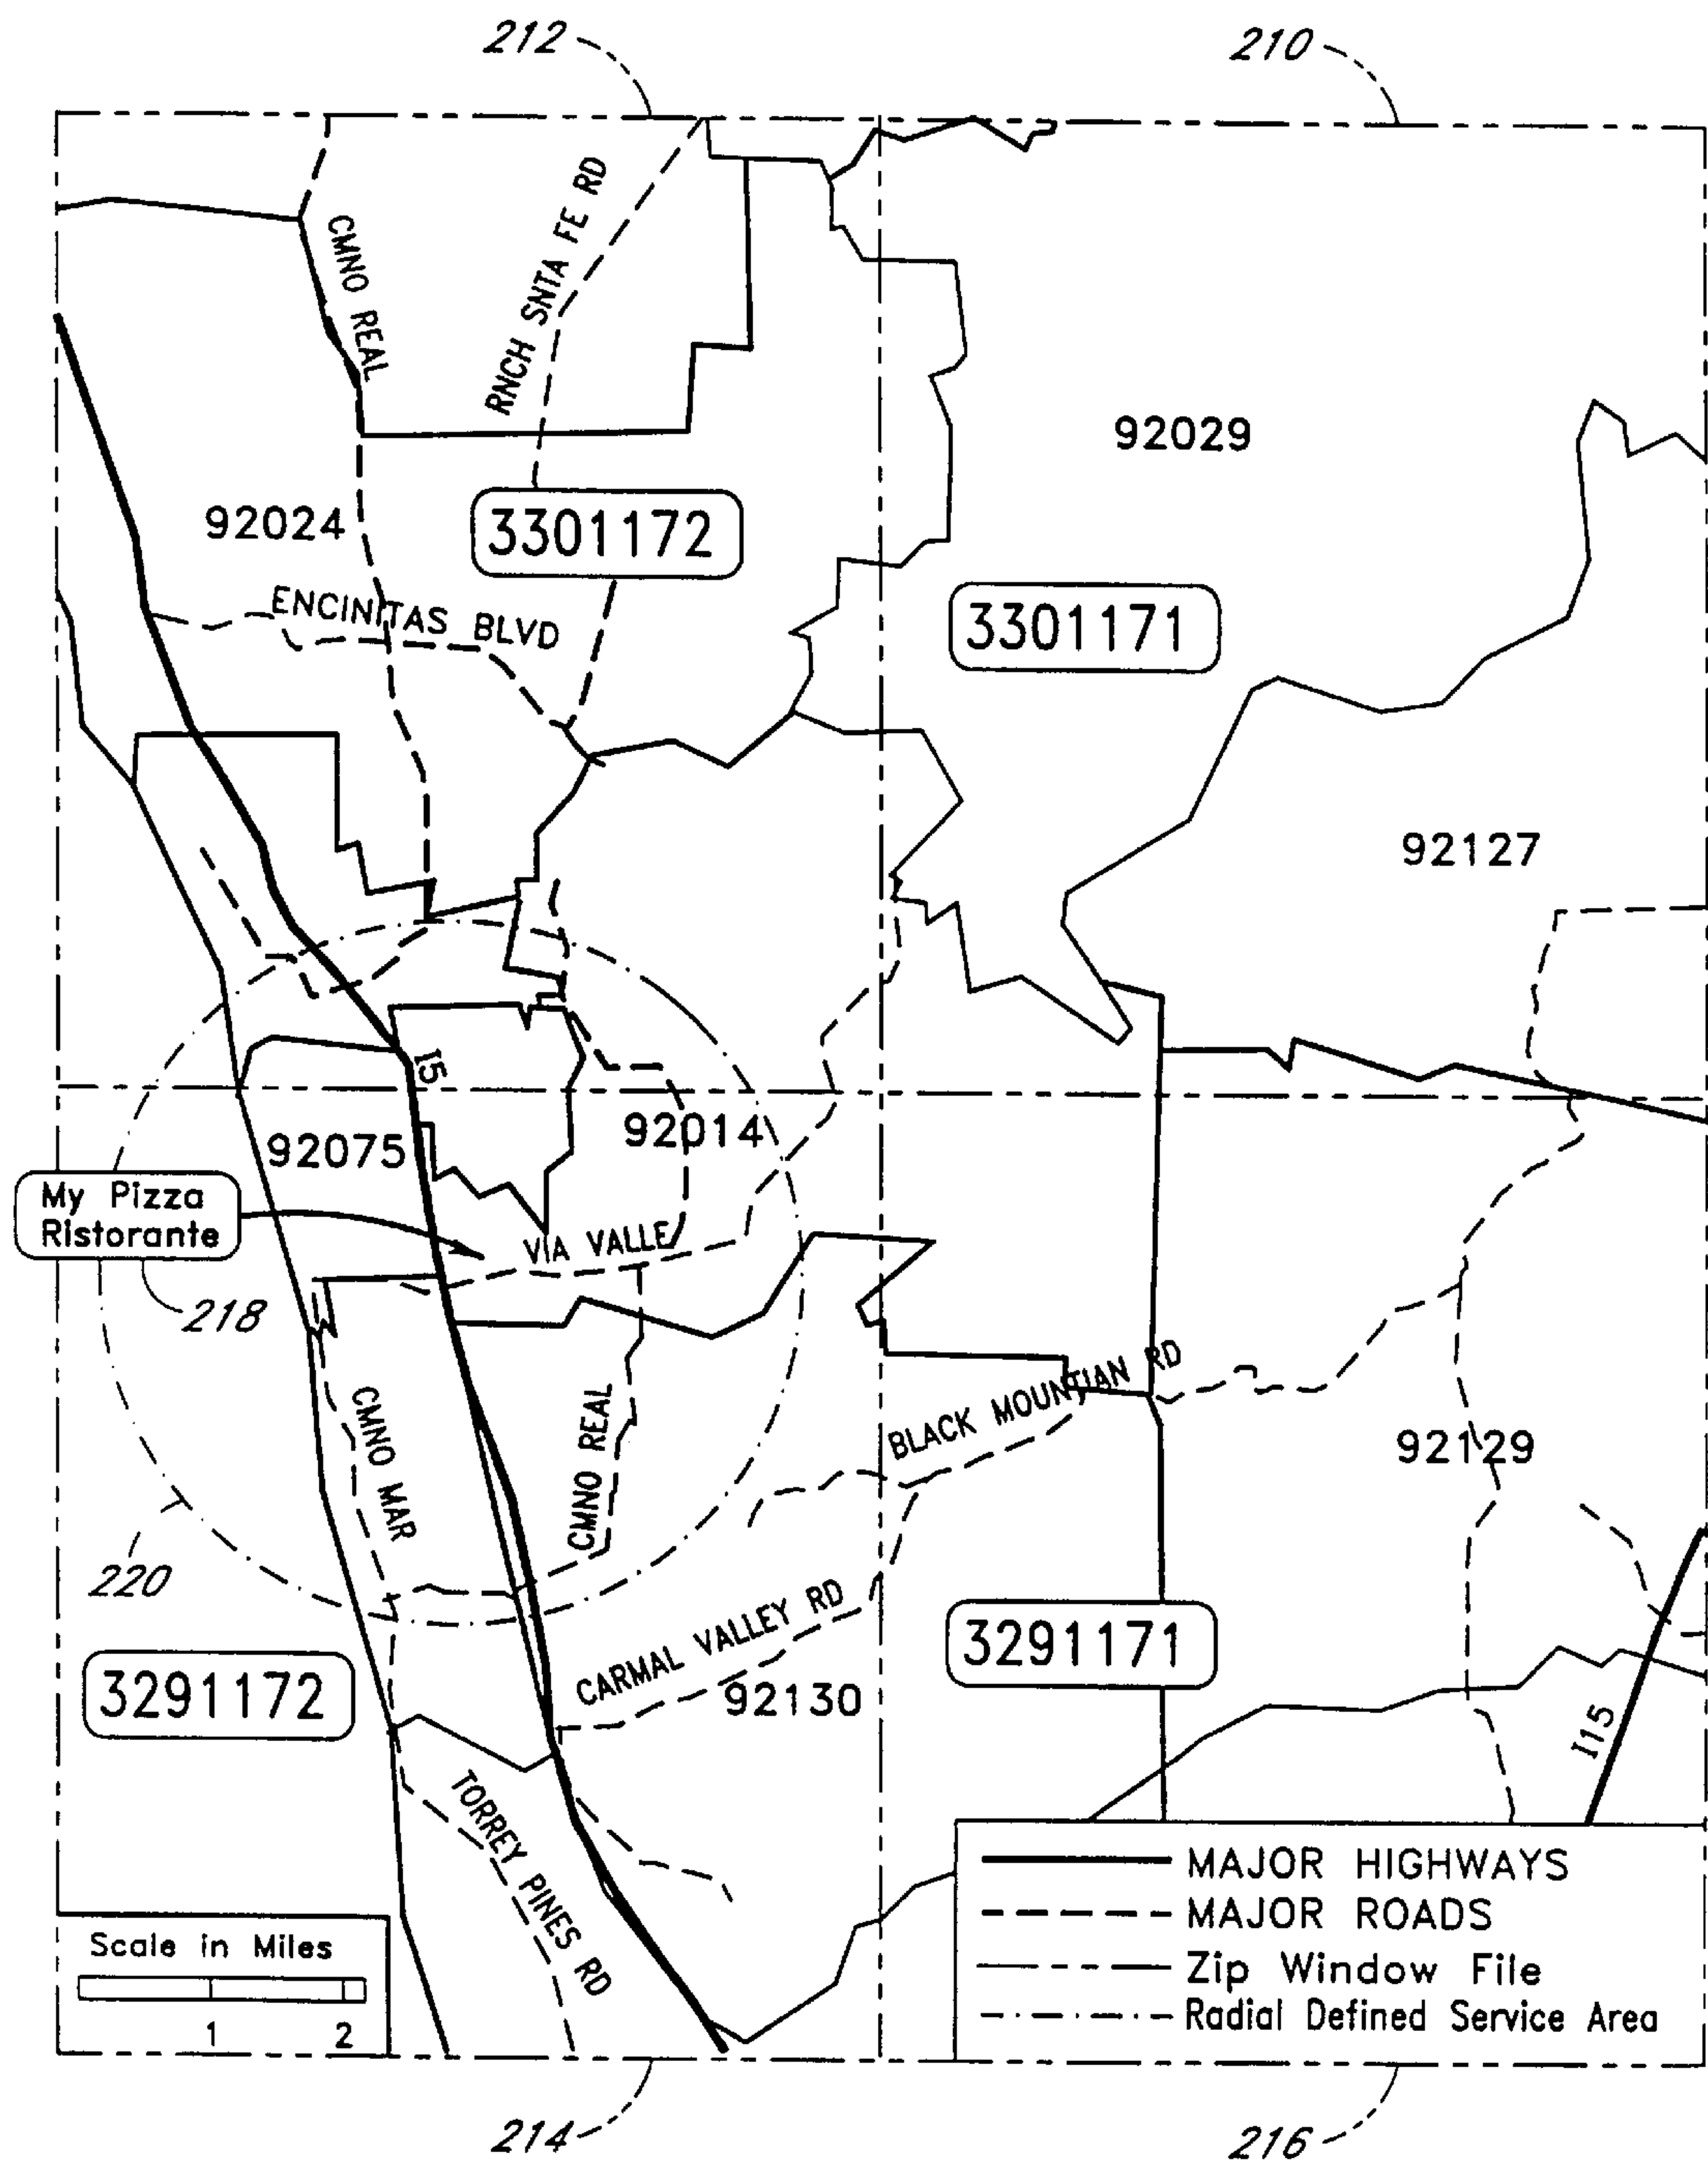 212
210
CMNO REAL
RNCH SNTA FE RD
92029
92024
3301172
ENCINITAS BLVD
3301171
92127
I5
92075
92014
My Pizza
Ristorante
VIA VALLE
218
BLACK MOUNTIAN RD
CMNO MAR
CMNO REAL
92129
220
CARMAL VALLEY RD
3291171
3291172
92130
I15
TORREY PINES RD
MAJOR HIGHWAYS
MAJOR ROADS
Zip Window File
Radial Defined Service Area
Scale in Miles
1 2
214
216